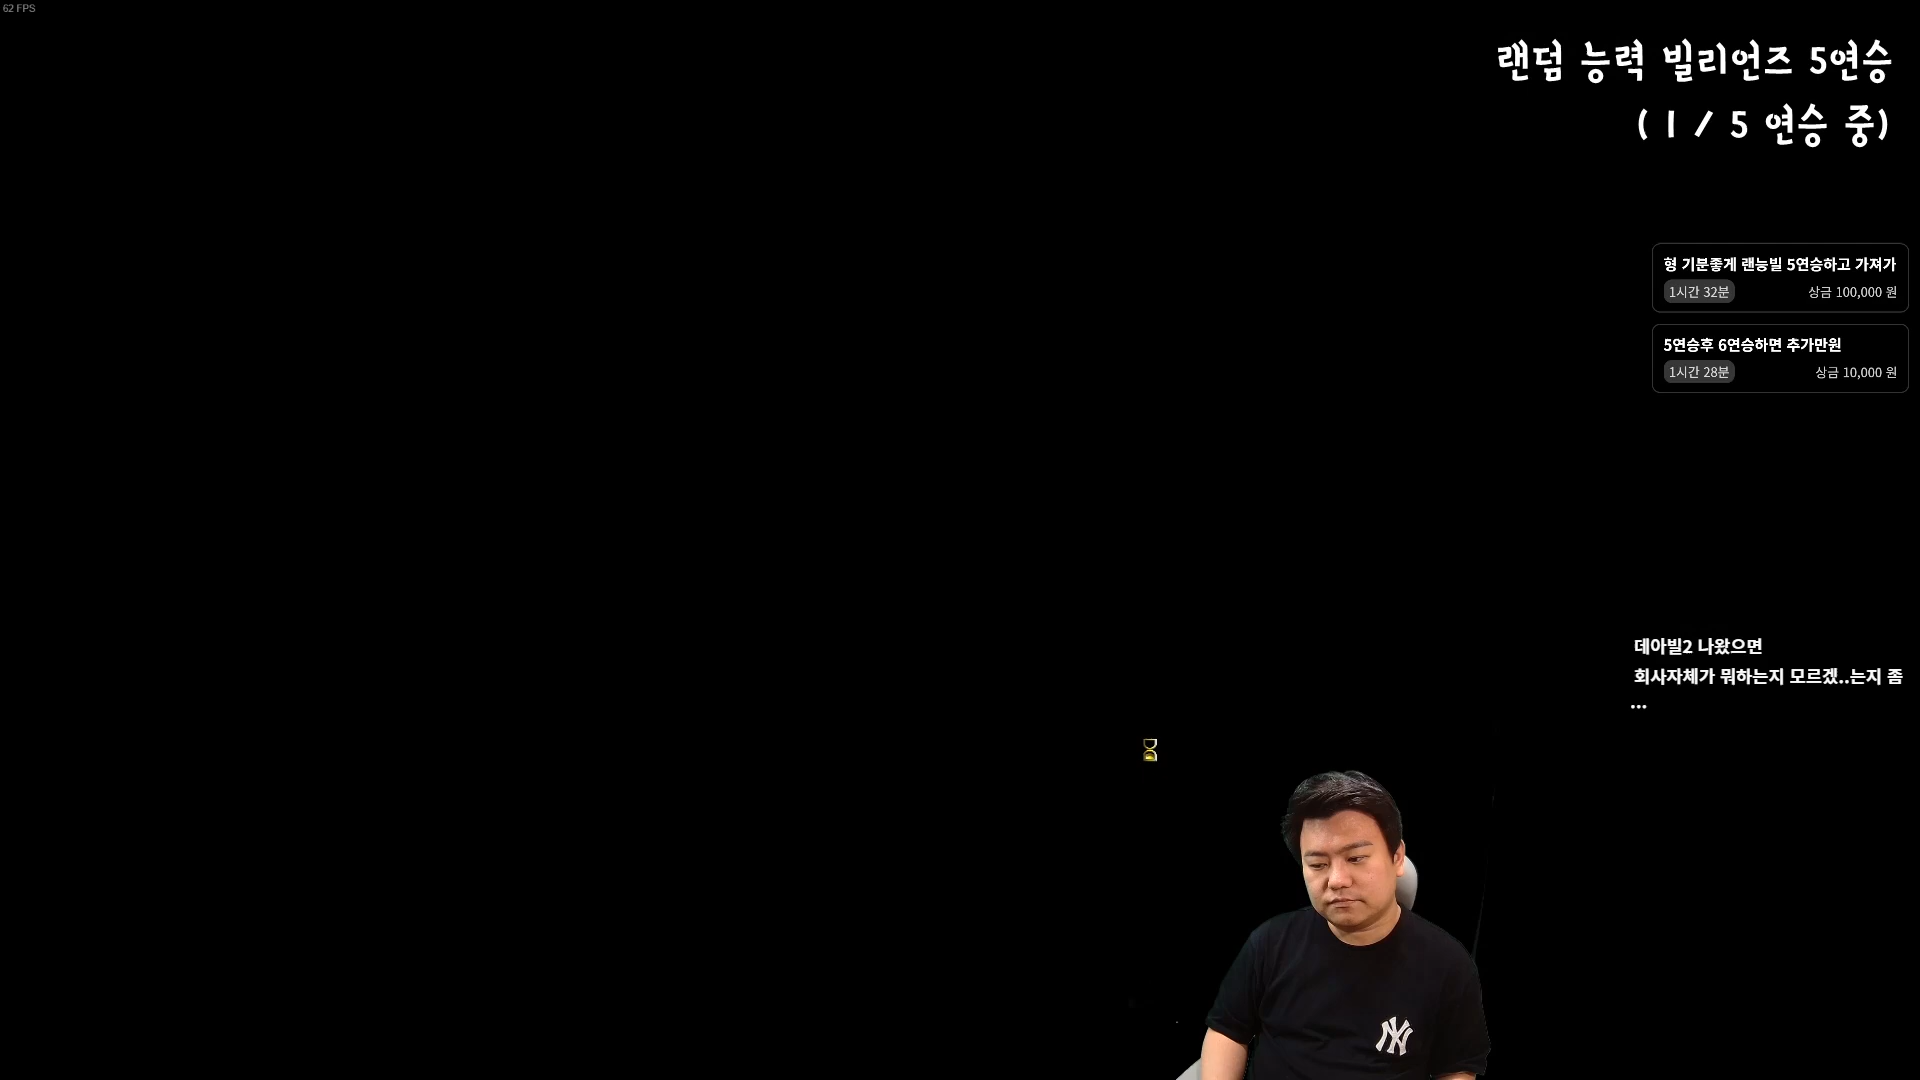 62 FPS
랜덤 능력 빌리언즈 5연승
( 1 / 5 연승 중)
형 기분좋게 랜능빌 5연승하고 가져가
1시간 32분 상금 100,000 원
5연승후 6연승하면 추가만원
1시간 28분 상금 10,000 원
데아빌2 나왔으면
회사자체가 뭐하는지 모르겠..는지 좀
...
NY